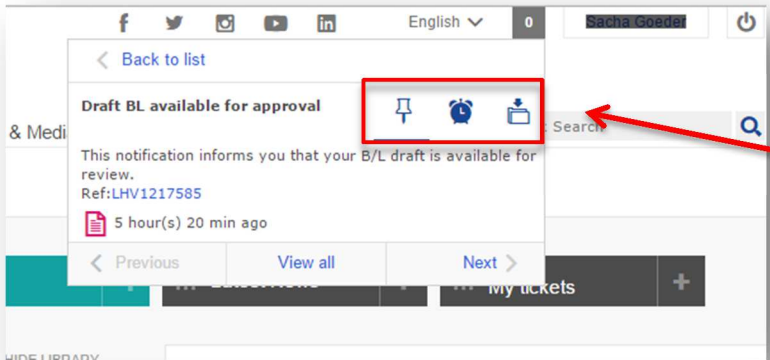 English
0
Sacha Goeder
Back to list
Draft BL available for approval
& Medi
Search
This notification informs you that your B/L draft is available for
review.
Ref:LHV1217585
5 hour(s) 20 min ago
Previous View all Next
My tickets
HIDE LIBRARY